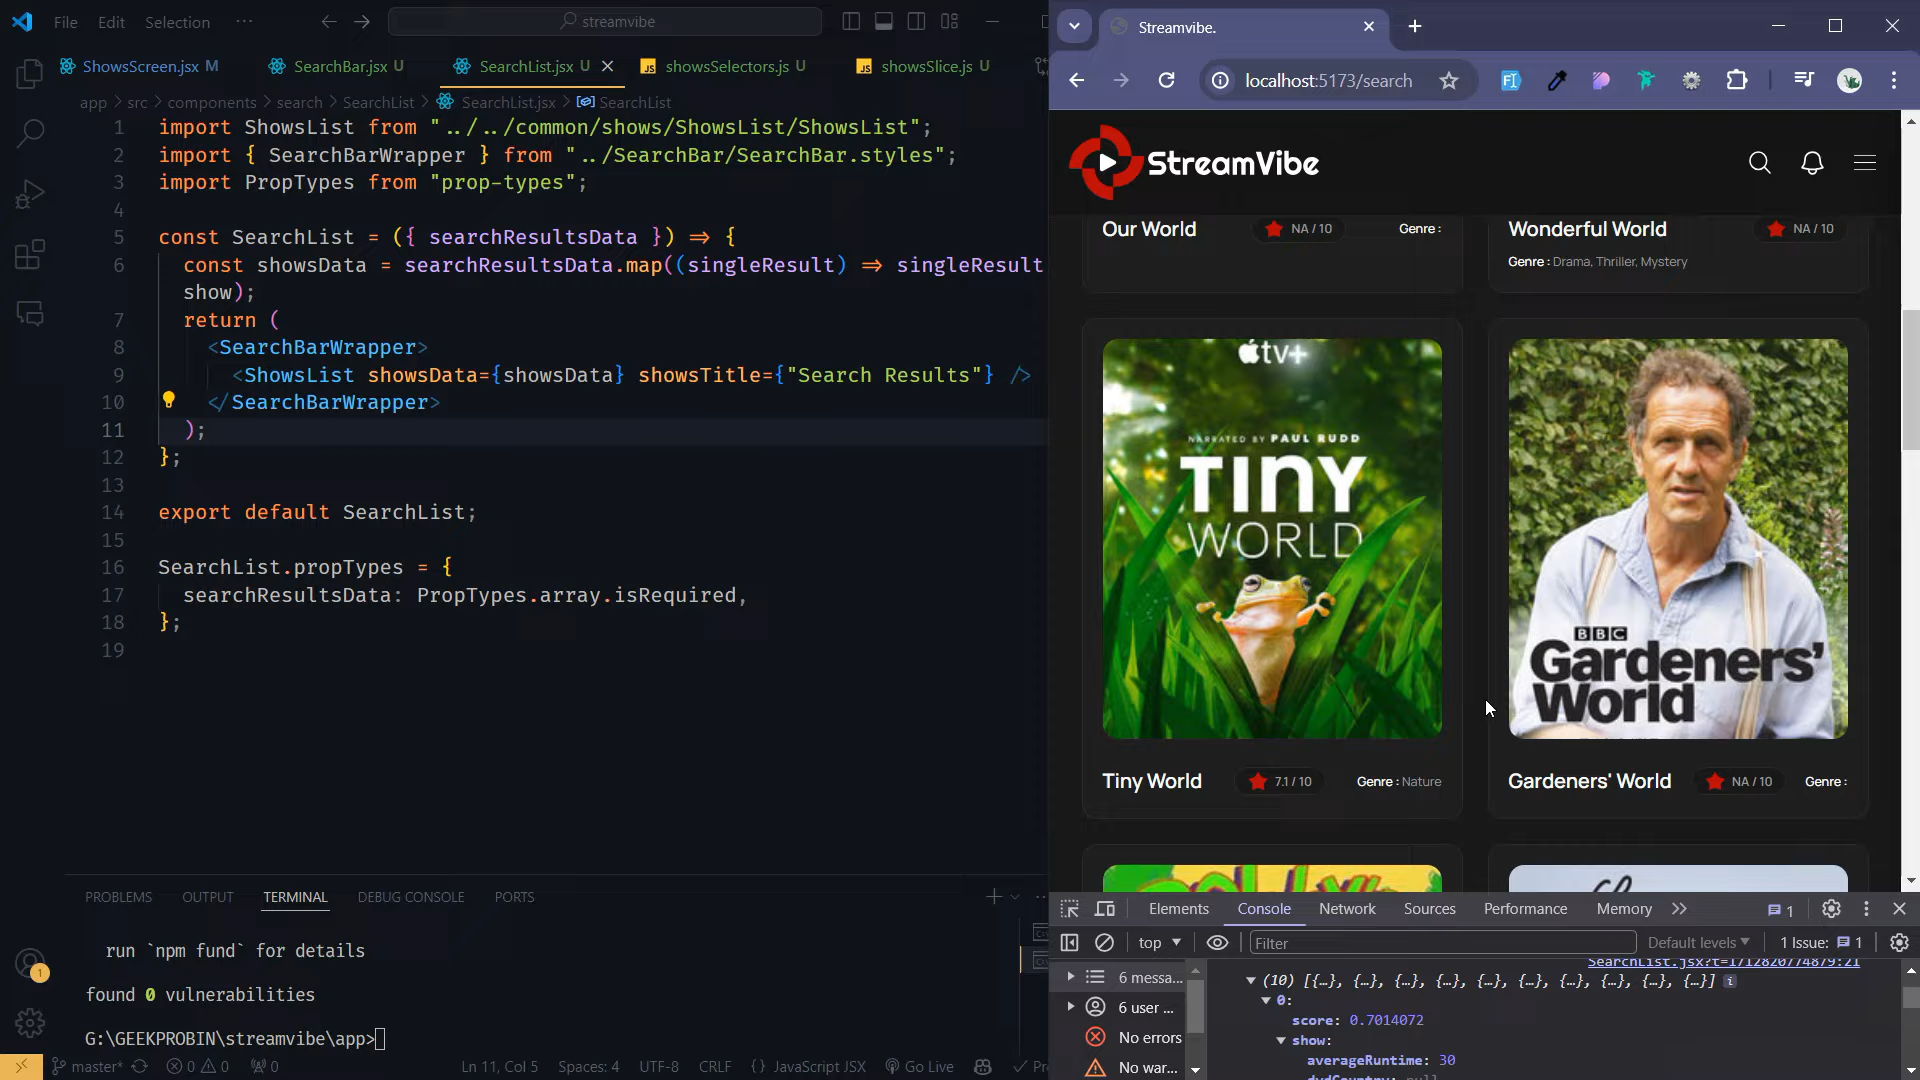 File Edit Selection ···
streamvibe
ShowsScreen.jsx M
SearchBar.jsx U
SearchList.jsx U
showsSelectors.js U
showsSlice.js U
app > src > components > search > SearchList > SearchList.jsx > SearchList
1 import ShowsList from "../../common/shows/ShowsList/ShowsList";
2 import { SearchBarWrapper } from "../SearchBar/SearchBar.styles";
3 import PropTypes from "prop-types";
4
5 const SearchList = ({ searchResultsData }) => {
6 const showsData = searchResultsData.map((singleResult) => singleResult
show);
7 return (
8 <SearchBarWrapper>
9 <ShowsList showsData={showsData} showsTitle={"Search Results"} />
10 </SearchBarWrapper>
11 );
12 };
13
14 export default SearchList;
15
16 SearchList.propTypes = {
17 searchResultsData: PropTypes.array.isRequired,
18 };
19
PROBLEMS OUTPUT TERMINAL DEBUG CONSOLE PORTS
run `npm fund` for details
found 0 vulnerabilities
G:\GEEKPROBIN\streamvibe\app>
1
master* 0 0 0 Ln 11, Col 5 Spaces: 4 UTF-8 CRLF {} JavaScript JSX Go Live
Streamvibe.
localhost:5173/search
StreamVibe
Our World NA / 10 Genre :
Wonderful World NA / 10
Genre : Drama, Thriller, Mystery
tv+
NARRATED BY PAUL RUDD
TINY
WORLD
BBC
Gardeners'
World
Tiny World 7.1 / 10 Genre : Nature
Gardeners' World NA / 10 Genre :
Elements Console Network Sources Performance Memory 1
top Filter Default levels 1 Issue: 1
6 messa...
6 user ...
No errors
No war...
SearchList.jsx?t=1712820774879:21
(10) [{…}, {…}, {…}, {…}, {…}, {…}, {…}, {…}, {…}, {…}]
0:
score: 0.7014072
show:
averageRuntime: 30